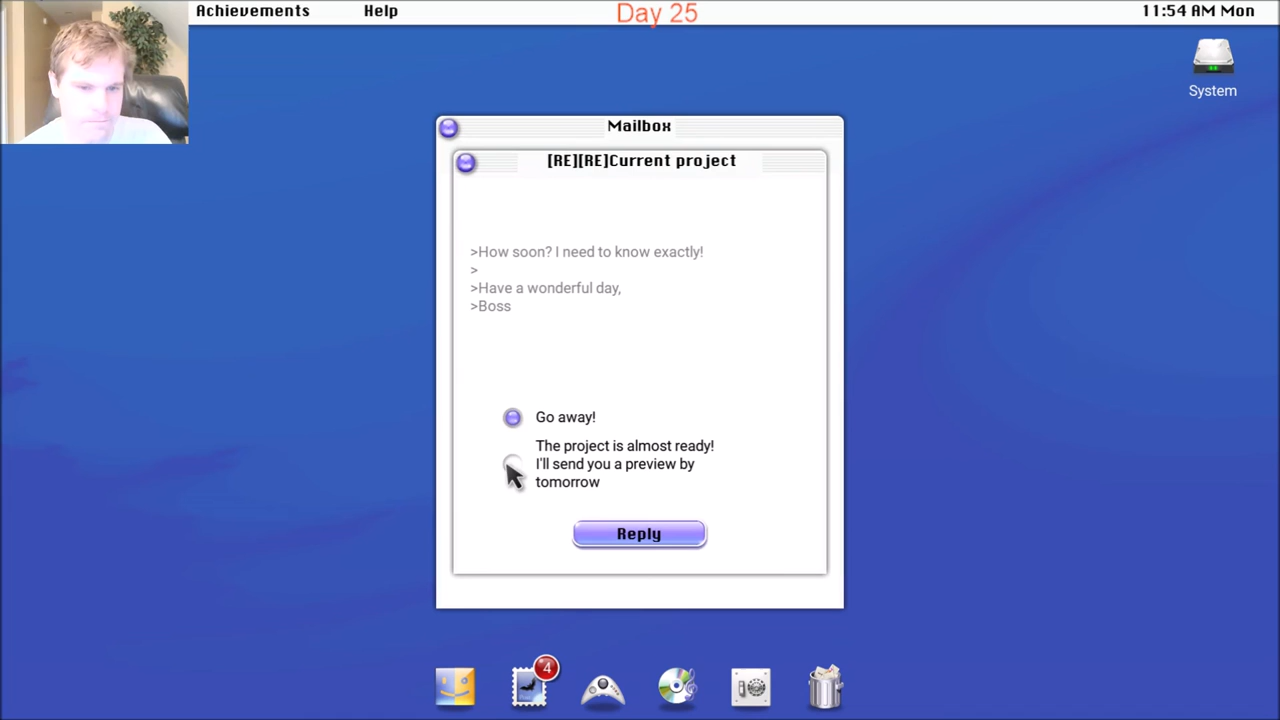 Achievements
Help
Day 25
11:54 AM Mon
System
Mailbox
[RE][RE]Current project
>How soon? I need to know exactly!
>
>Have a wonderful day,
>Boss
Go away!
The project is almost ready!
I'll send you a preview by
tomorrow
Reply
4